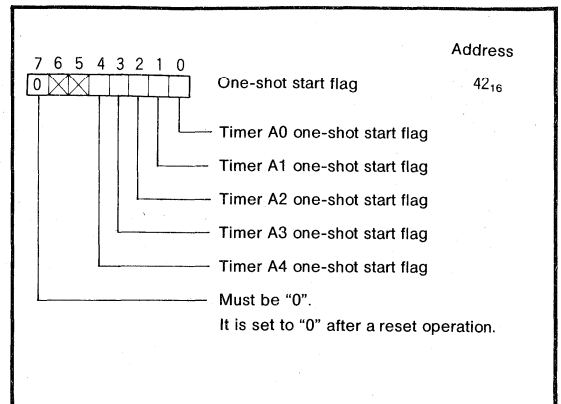 Address
7 6 5 4 3 2 1 0
0 One-shot start flag 42₁₆
Timer A0 one-shot start flag
Timer A1 one-shot start flag
Timer A2 one-shot start flag
Timer A3 one-shot start flag
Timer A4 one-shot start flag
Must be “0”.
It is set to “0” after a reset operation.